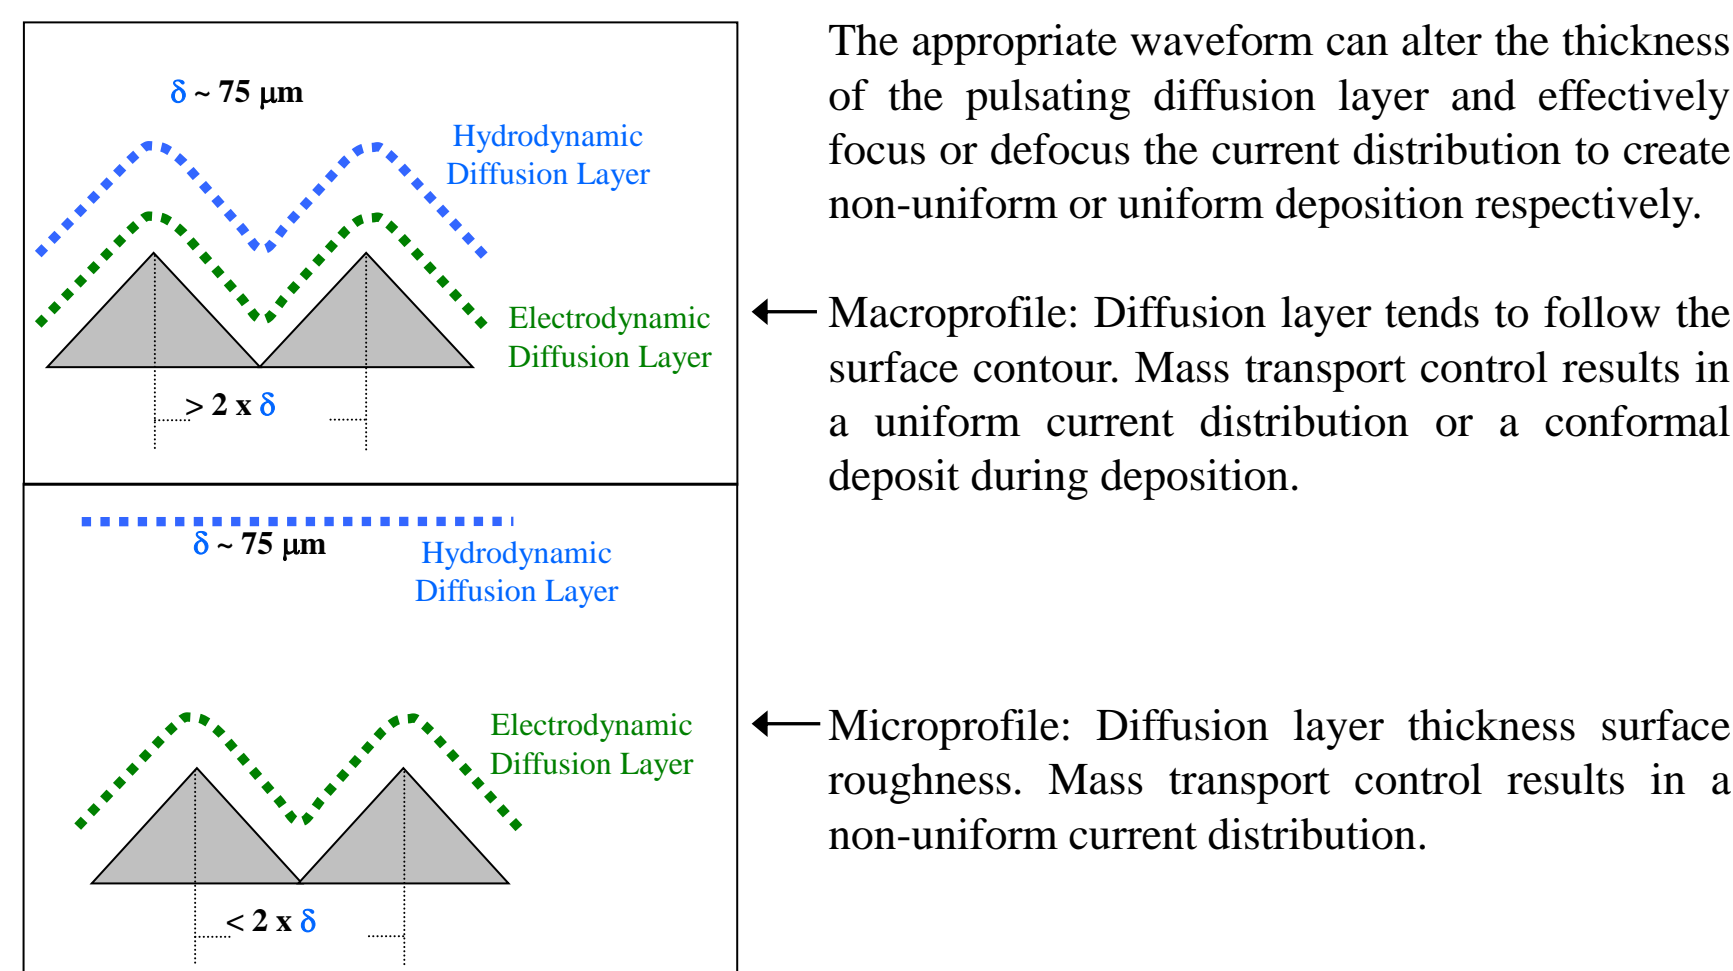 δ ~ 75 μm
Hydrodynamic
Diffusion Layer
Electrodynamic
Diffusion Layer
> 2 x δ
δ ~ 75 μm
Hydrodynamic
Diffusion Layer
Electrodynamic
Diffusion Layer
< 2 x δ
The appropriate waveform can alter the thickness
of the pulsating diffusion layer and effectively
focus or defocus the current distribution to create
non-uniform or uniform deposition respectively.
Macroprofile: Diffusion layer tends to follow the
surface contour. Mass transport control results in
a uniform current distribution or a conformal
deposit during deposition.
Microprofile: Diffusion layer thickness surface
roughness. Mass transport control results in a
non-uniform current distribution.